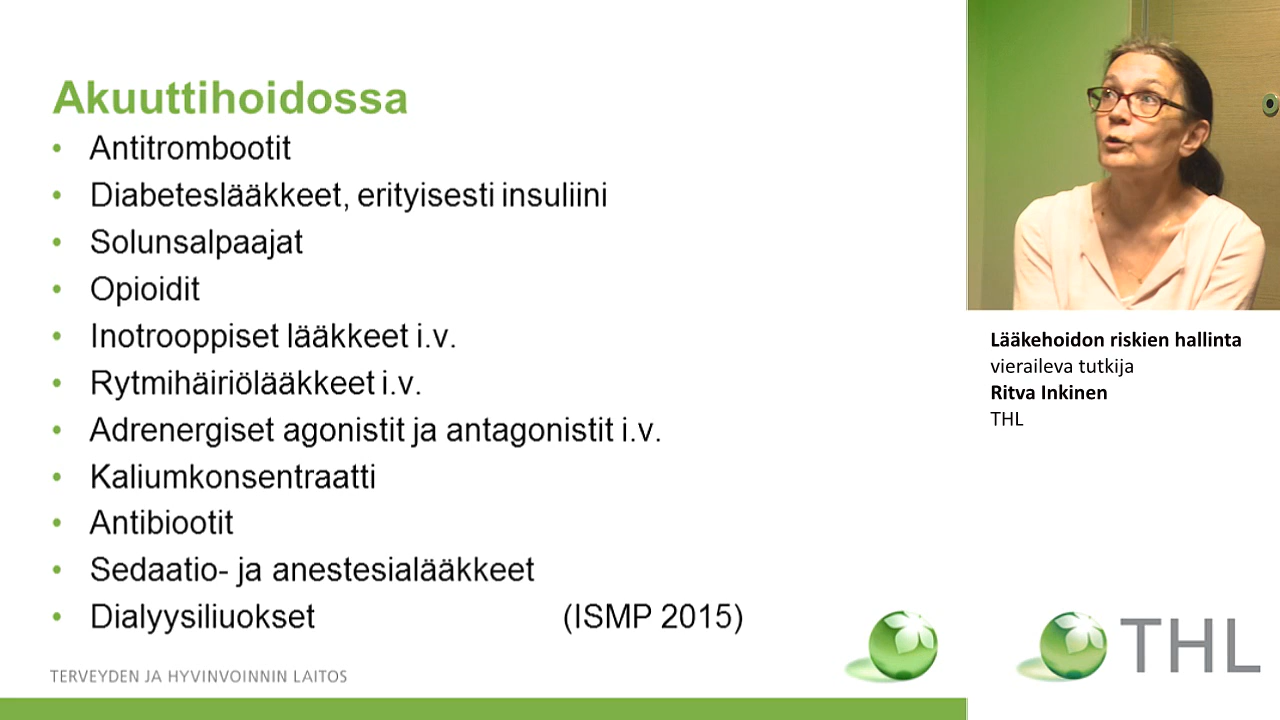 Akuuttihoidossa
• Antitrombootit
• Diabeteslääkkeet, erityisesti insuliini
• Solunsalpaajat
• Opioidit
• Inotrooppiset lääkkeet i.v.
• Rytmihäiriölääkkeet i.v.
• Adrenergiset agonistit ja antagonistit i.v.
• Kaliumkonsentraatti
• Antibiootit
• Sedaatio- ja anestesialääkkeet
• Dialyysiliuokset (ISMP 2015)
TERVEYDEN JA HYVINVOINNIN LAITOS
Lääkehoidon riskien hallinta
vieraileva tutkija
Ritva Inkinen
THL
THL